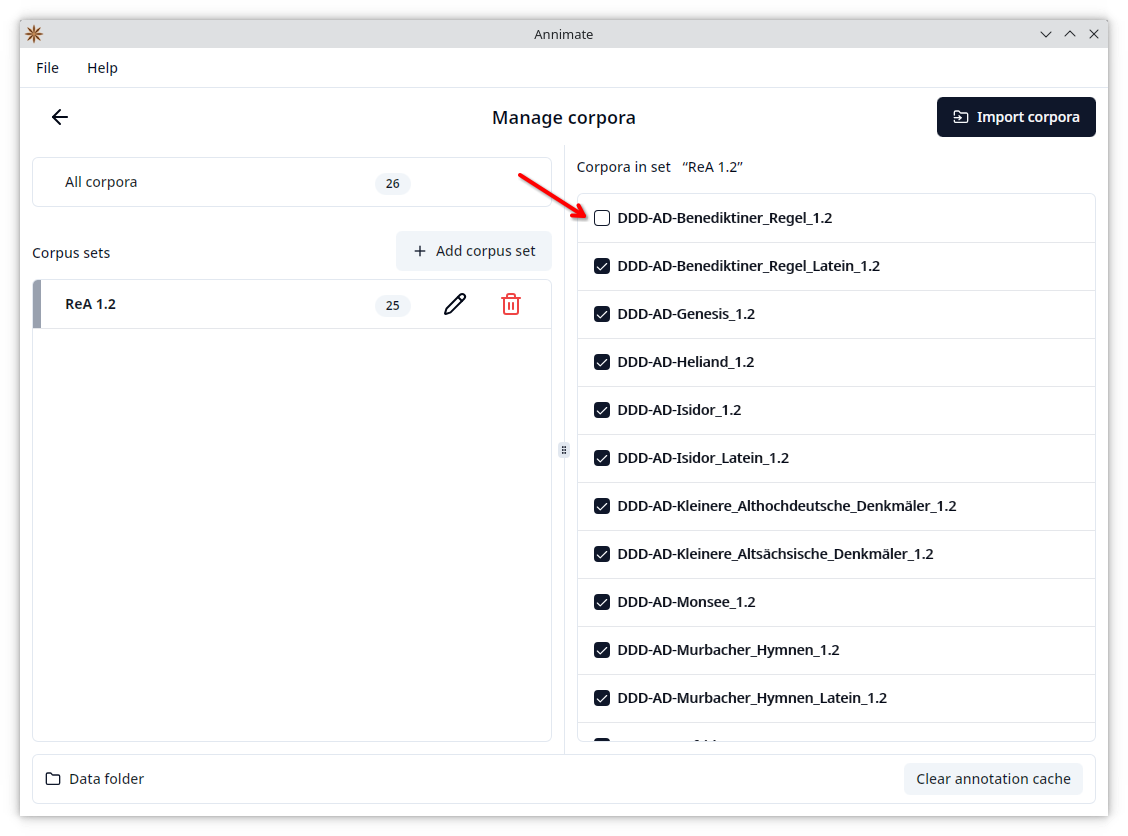 Annimate
File Help
Manage corpora
Import corpora
All corpora 26
Corpus sets
Add corpus set
ReA 1.2 25
Corpora in set “ReA 1.2”
DDD-AD-Benediktiner_Regel_1.2
DDD-AD-Benediktiner_Regel_Latein_1.2
DDD-AD-Genesis_1.2
DDD-AD-Heliand_1.2
DDD-AD-Isidor_1.2
DDD-AD-Isidor_Latein_1.2
DDD-AD-Kleinere_Althochdeutsche_Denkmäler_1.2
DDD-AD-Kleinere_Altsächsische_Denkmäler_1.2
DDD-AD-Monsee_1.2
DDD-AD-Murbacher_Hymnen_1.2
DDD-AD-Murbacher_Hymnen_Latein_1.2
Data folder
Clear annotation cache